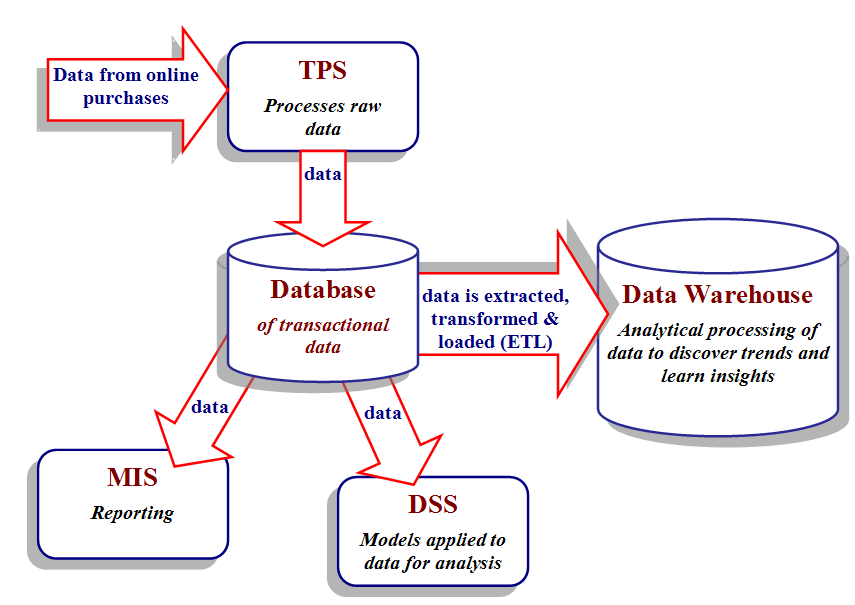 Data from online
purchases
TPS
Processes raw
data
data
Database
of transactional
data
data is extracted,
transformed &
loaded (ETL)
Data Warehouse
Analytical processing of
data to discover trends and
learn insights
data
data
MIS
Reporting
DSS
Models applied to
data for analysis